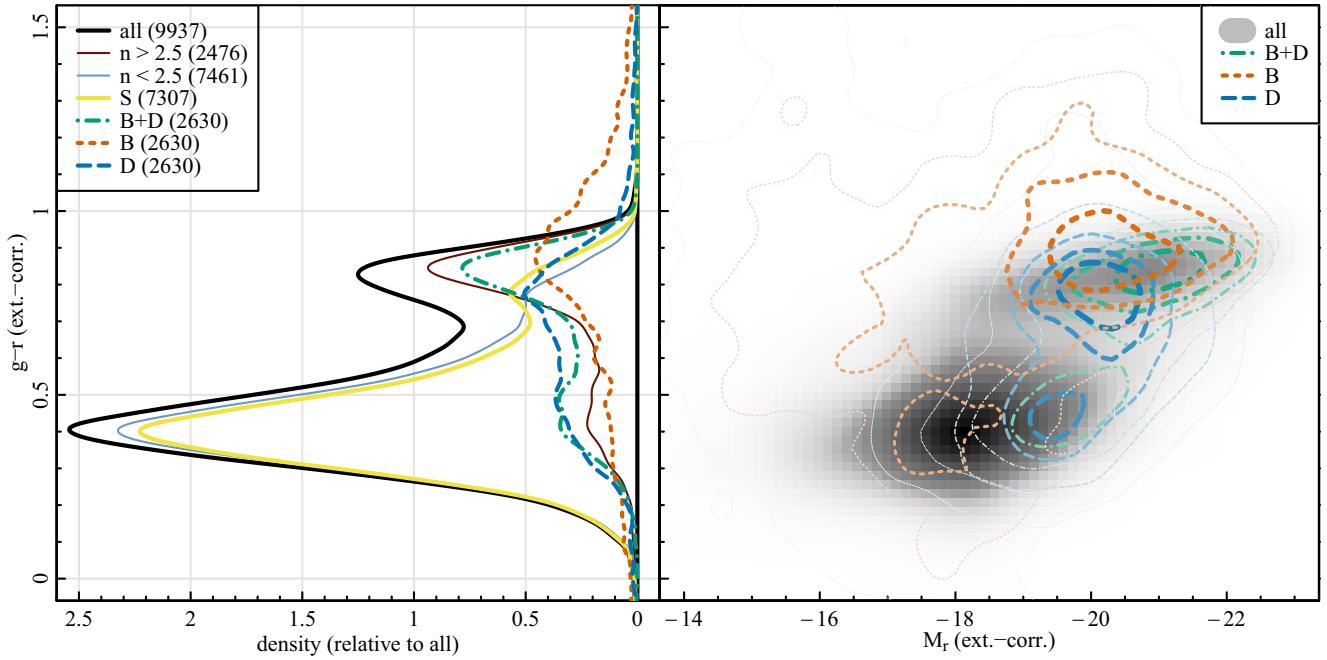 all (9937)
n > 2.5 (2476)
n < 2.5 (7461)
S (7307)
B+D (2630)
B (2630)
D (2630)
g−r (ext.−corr.)
1.5
1
0.5
0
2.5 2 1.5 1 0.5 0
density (relative to all)
all
B+D
B
D
−14 −16 −18 −20 −22
Mr (ext.−corr.)